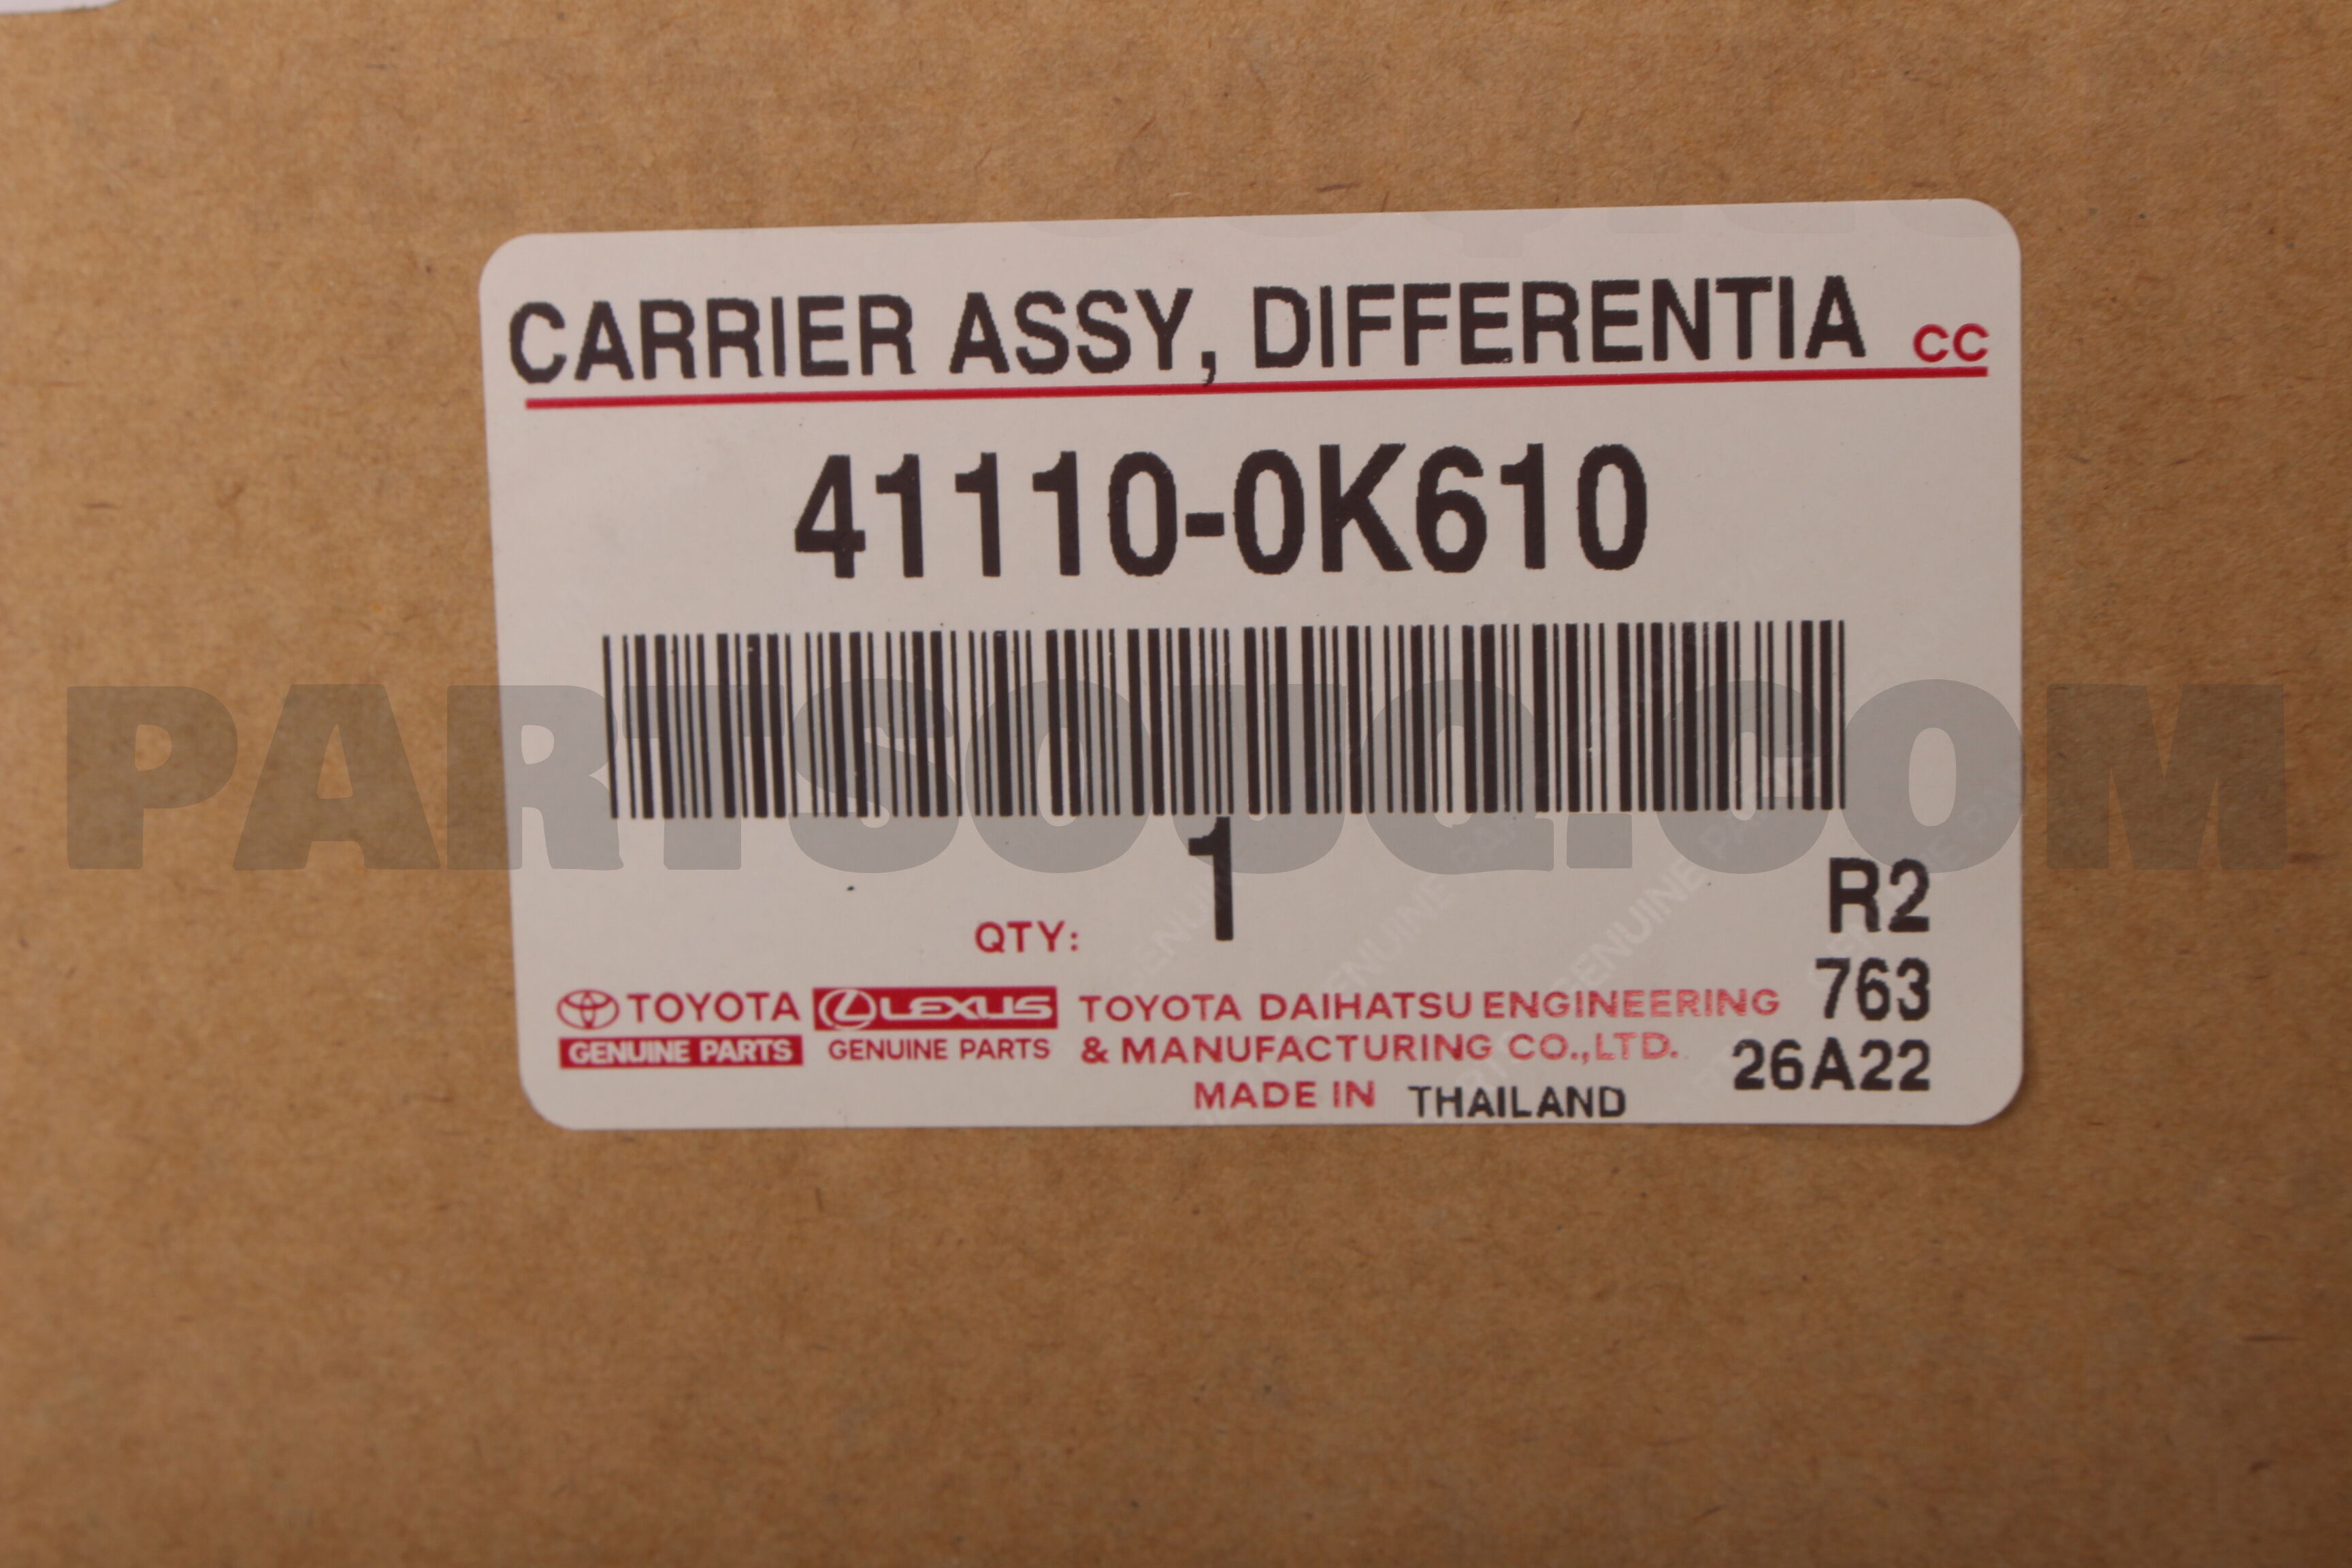 CARRIER ASSY, DIFFERENTIA CC
41110-0K610
PARTSOUQ.COM
QTY: 1
R2
763
26A22
TOYOTA
GENUINE PARTS
LEXUS
GENUINE PARTS
TOYOTA DAIHATSU ENGINEERING
& MANUFACTURING CO.,LTD.
MADE IN THAILAND